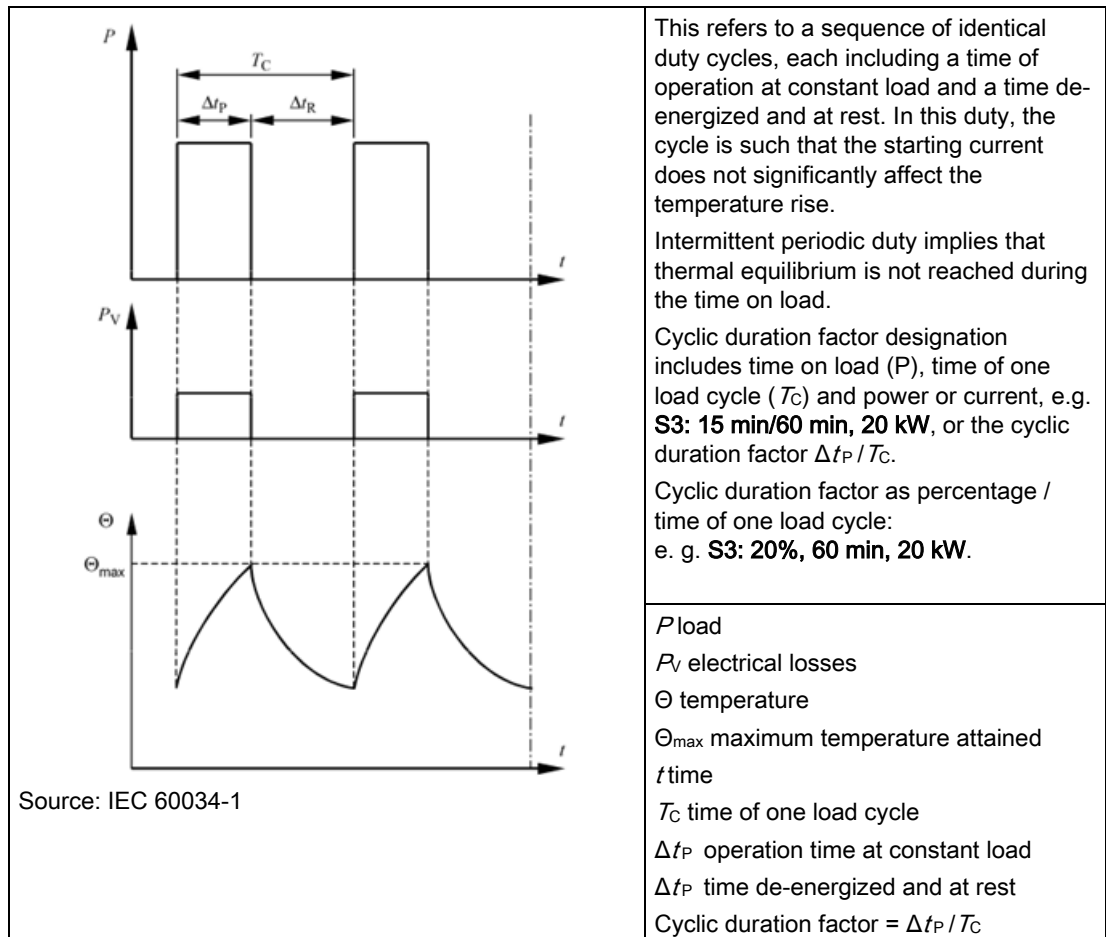 P
T_C
Δt_P
Δt_R
t
P_V
t
Θ
Θ_max
t
Source: IEC 60034-1
This refers to a sequence of identical
duty cycles, each including a time of
operation at constant load and a time de-
energized and at rest. In this duty, the
cycle is such that the starting current
does not significantly affect the
temperature rise.
Intermittent periodic duty implies that
thermal equilibrium is not reached during
the time on load.
Cyclic duration factor designation
includes time on load (P), time of one
load cycle (T_C) and power or current, e.g.
S3: 15 min/60 min, 20 kW, or the cyclic
duration factor Δt_P / T_C.
Cyclic duration factor as percentage /
time of one load cycle:
e. g. S3: 20%, 60 min, 20 kW.
P load
P_V electrical losses
Θ temperature
Θ_max maximum temperature attained
t time
T_C time of one load cycle
Δt_P operation time at constant load
Δt_P time de-energized and at rest
Cyclic duration factor = Δt_P / T_C